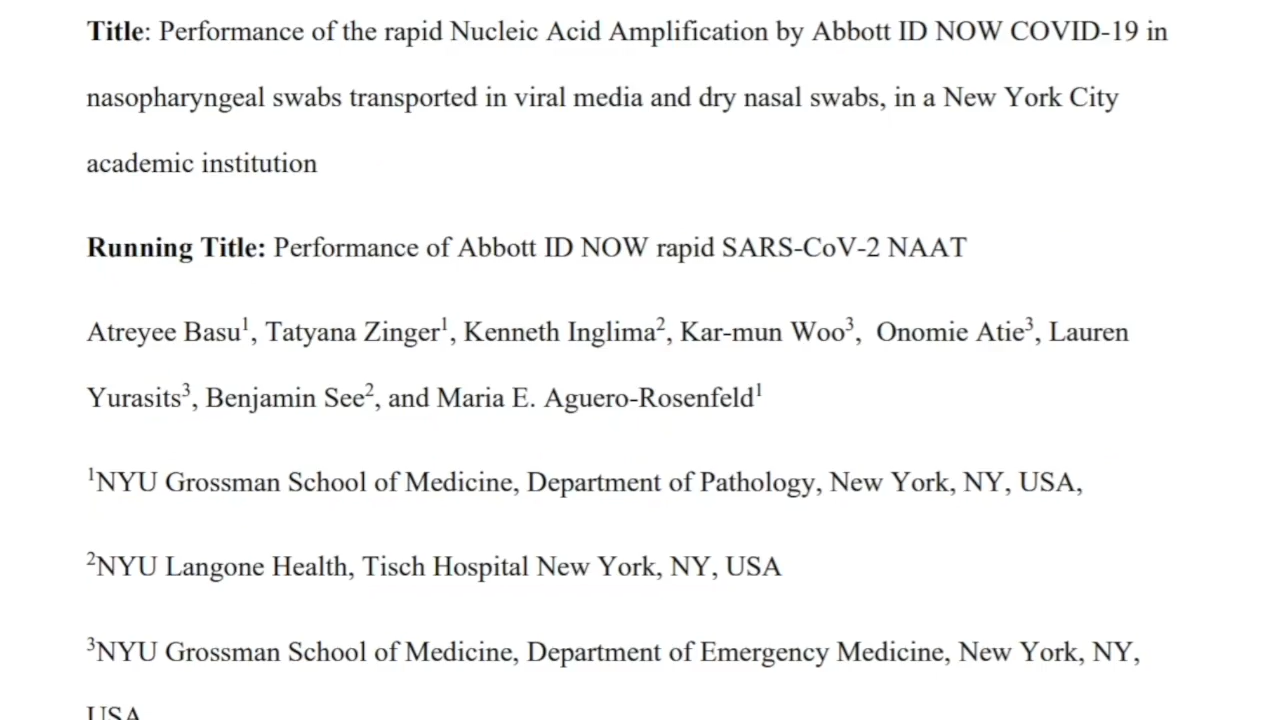 Title: Performance of the rapid Nucleic Acid Amplification by Abbott ID NOW COVID-19 in
nasopharyngeal swabs transported in viral media and dry nasal swabs, in a New York City
academic institution
Running Title: Performance of Abbott ID NOW rapid SARS-CoV-2 NAAT
Atreyee Basu¹, Tatyana Zinger¹, Kenneth Inglima², Kar-mun Woo³, Onomie Atie³, Lauren
Yurasits³, Benjamin See², and Maria E. Aguero-Rosenfeld¹
¹NYU Grossman School of Medicine, Department of Pathology, New York, NY, USA,
²NYU Langone Health, Tisch Hospital New York, NY, USA
³NYU Grossman School of Medicine, Department of Emergency Medicine, New York, NY,
USA